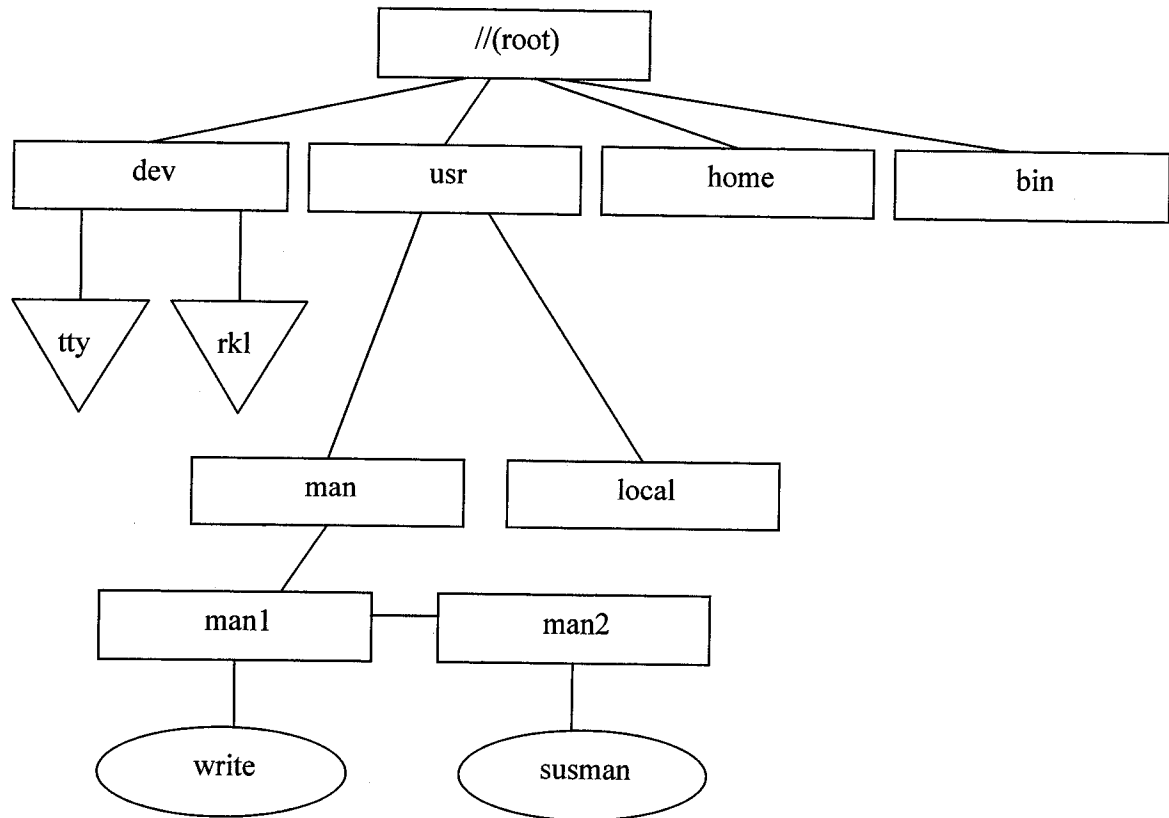 //(root)
dev
usr
home
bin
tty
rkl
man
local
man1
man2
write
susman